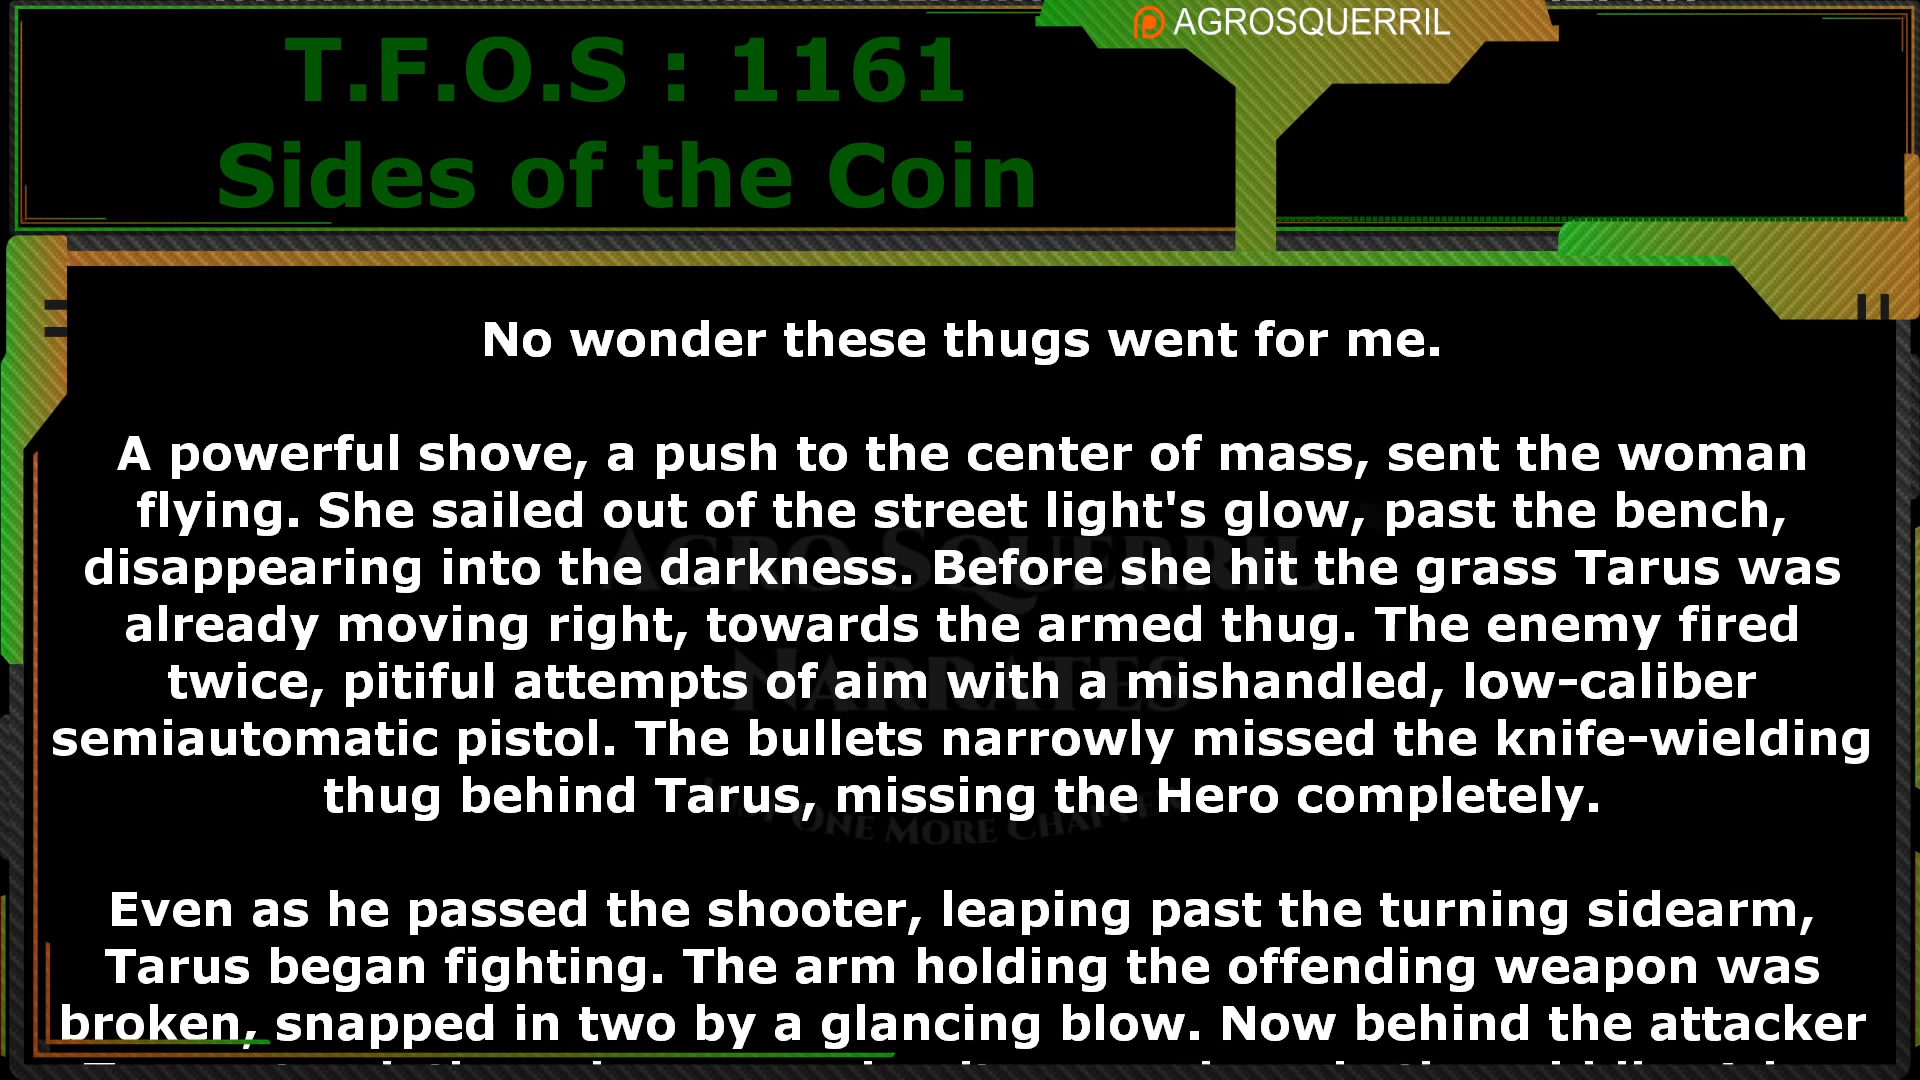 AGROSQUERRIL
T.F.O.S : 1161
Sides of the Coin
No wonder these thugs went for me.
A powerful shove, a push to the center of mass, sent the woman
flying. She sailed out of the street light's glow, past the bench,
disappearing into the darkness. Before she hit the grass Tarus was
already moving right, towards the armed thug. The enemy fired
twice, pitiful attempts of aim with a mishandled, low-caliber
semiautomatic pistol. The bullets narrowly missed the knife-wielding
thug behind Tarus, missing the Hero completely.
Even as he passed the shooter, leaping past the turning sidearm,
Tarus began fighting. The arm holding the offending weapon was
broken, snapped in two by a glancing blow. Now behind the attacker
AGRO SQUERRIL
NARRATES
ONE MORE